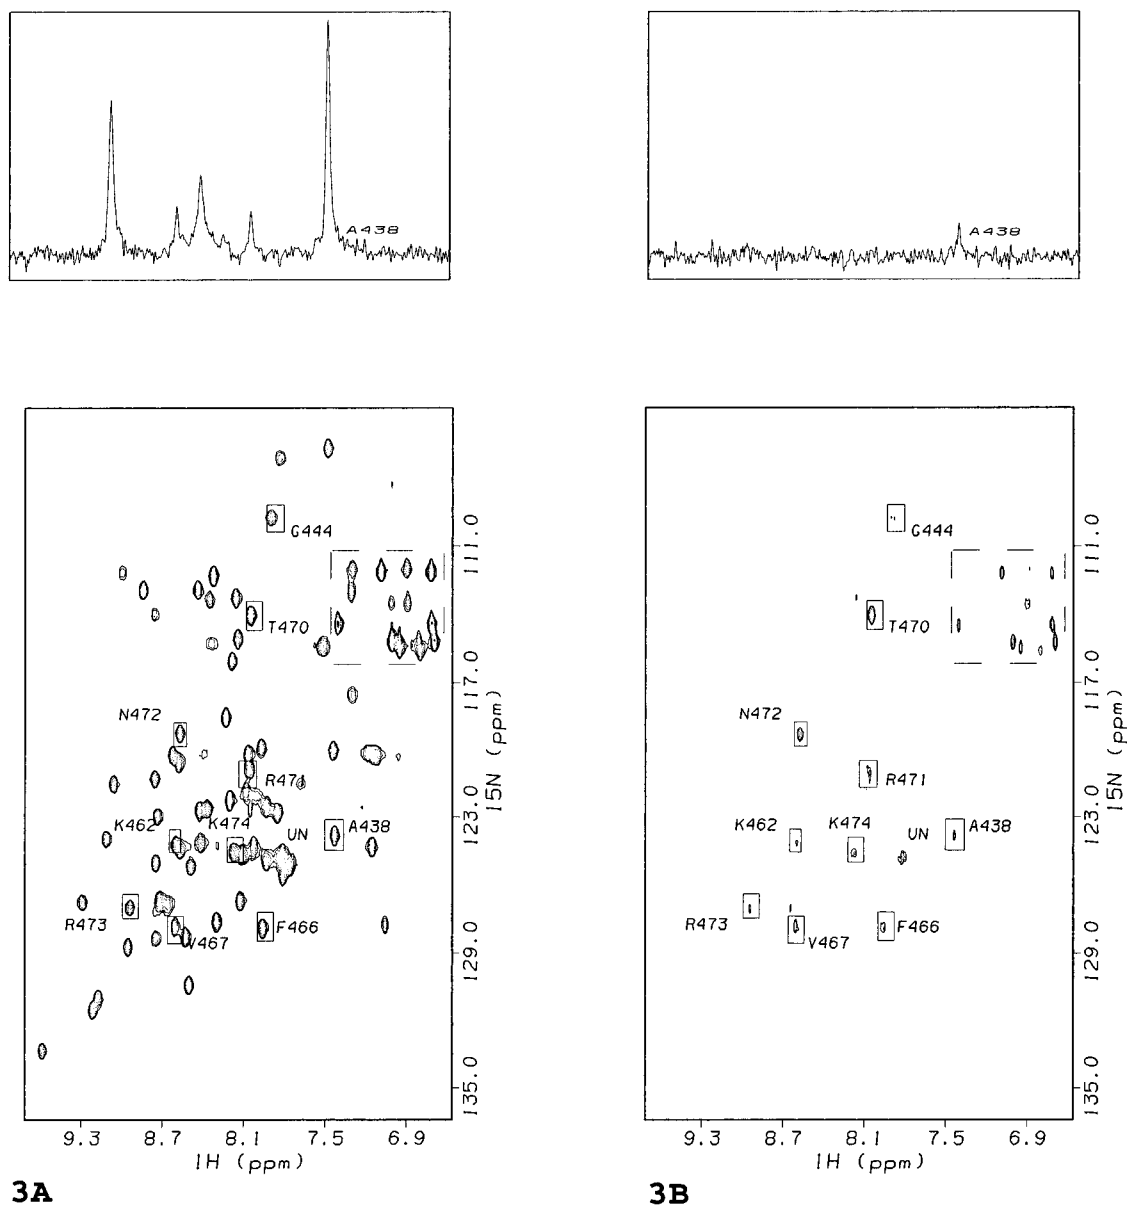 A438
A438
G444
111.0
T470
117.0
N472
R471
K462
K474
UN
A438
123.0
15N (ppm)
R473
V467
F466
129.0
135.0
9.3 8.7 8.1 7.5 6.9
1H (ppm)
3A
G444
111.0
T470
117.0
N472
R471
K462
K474
UN
A438
123.0
15N (ppm)
R473
V467
F466
129.0
135.0
9.3 8.7 8.1 7.5 6.9
1H (ppm)
3B